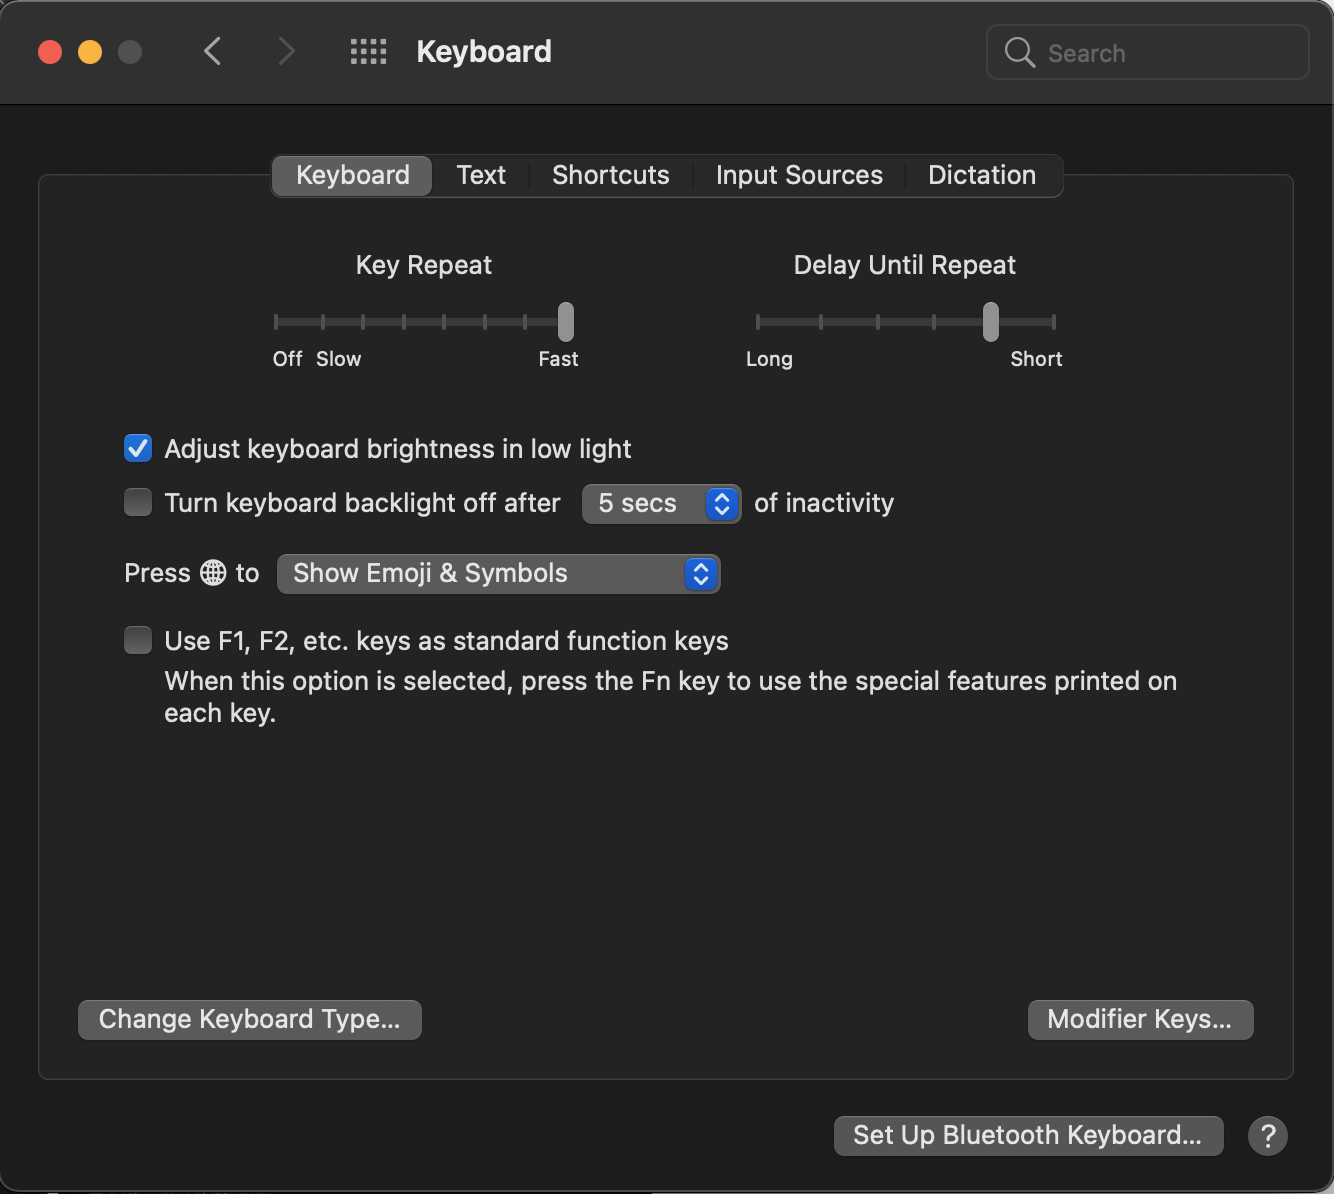 Keyboard
Search
Keyboard Text Shortcuts Input Sources Dictation
Key Repeat Delay Until Repeat
Off Slow Fast Long Short
Adjust keyboard brightness in low light
Turn keyboard backlight off after 5 secs of inactivity
Press to Show Emoji & Symbols
Use F1, F2, etc. keys as standard function keys
When this option is selected, press the Fn key to use the special features printed on
each key.
Change Keyboard Type... Modifier Keys...
Set Up Bluetooth Keyboard... ?